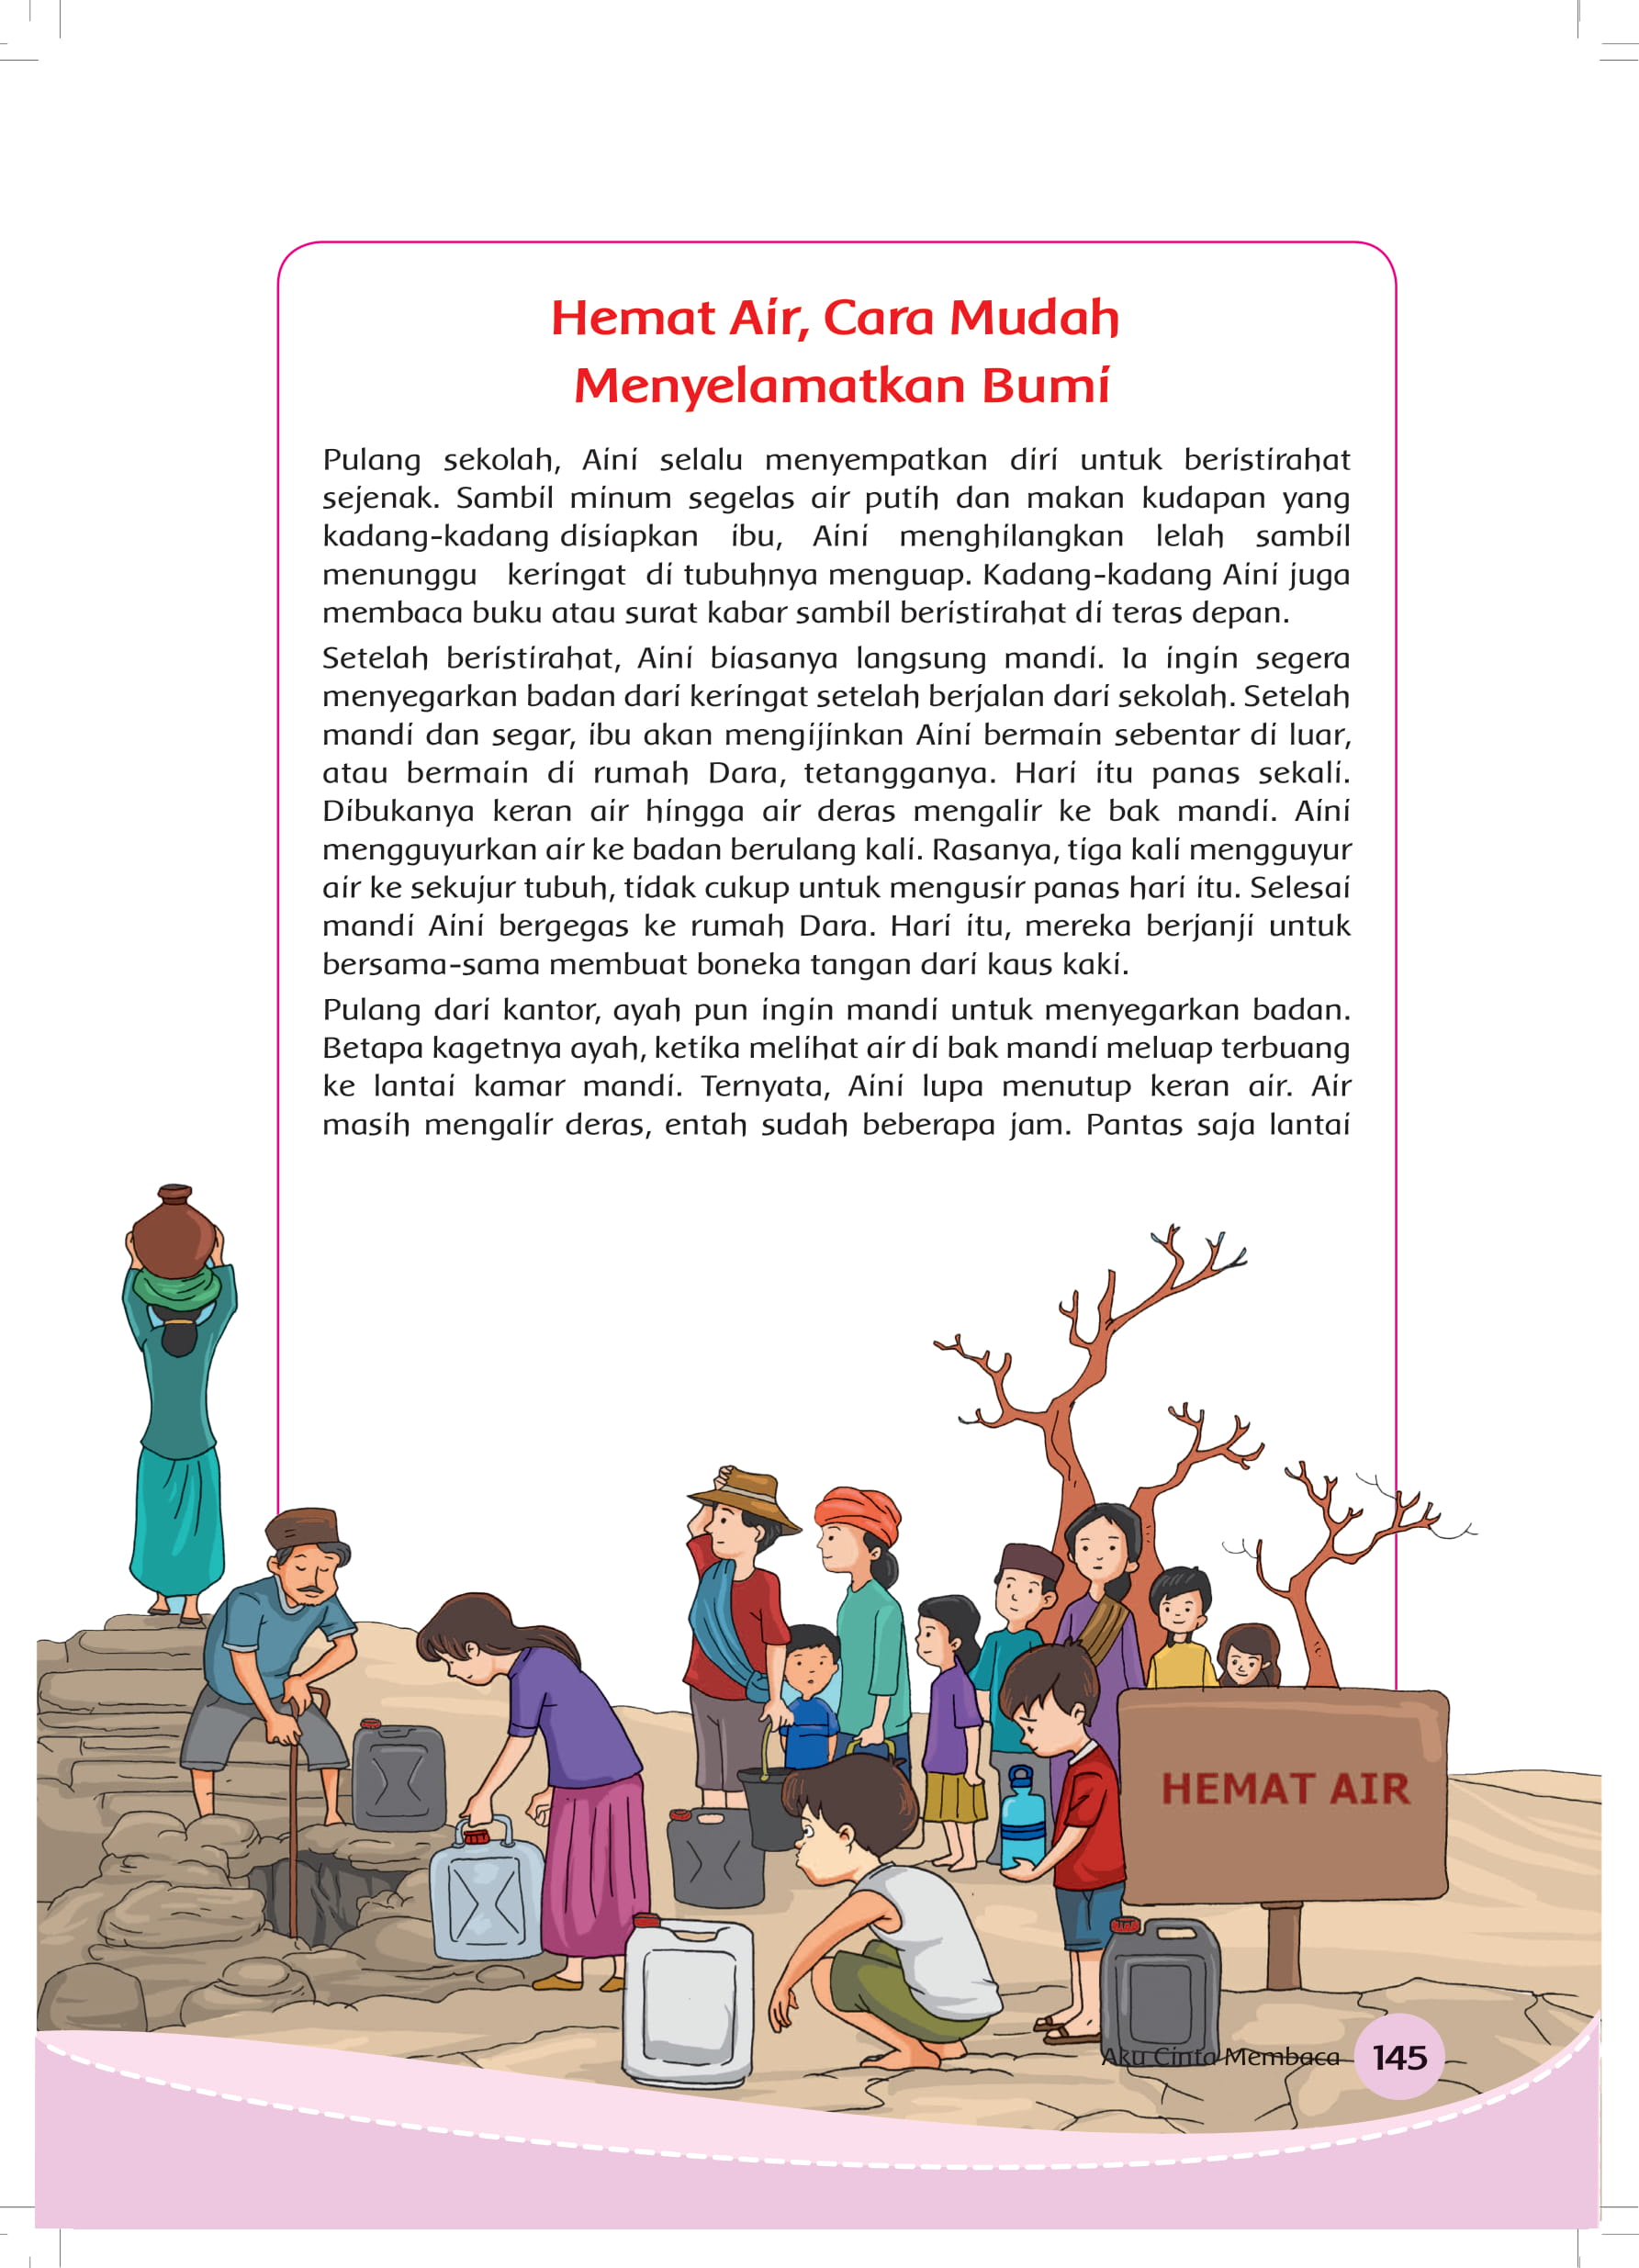 Hemat Air, Cara Mudah
Menyelamatkan Bumi
Pulang sekolah, Aini selalu menyempatkan diri untuk beristirahat
sejenak. Sambil minum segelas air putih dan makan kudapan yang
kadang-kadang disiapkan ibu, Aini menghilangkan lelah sambil
menunggu keringat di tubuhnya menguap. Kadang-kadang Aini juga
membaca buku atau surat kabar sambil beristirahat di teras depan.
Setelah beristirahat, Aini biasanya langsung mandi. Ia ingin segera
menyegarkan badan dari keringat setelah berjalan dari sekolah. Setelah
mandi dan segar, ibu akan mengijinkan Aini bermain sebentar di luar,
atau bermain di rumah Dara, tetangganya. Hari itu panas sekali.
Dibukanya keran air hingga air deras mengalir ke bak mandi. Aini
mengguyurkan air ke badan berulang kali. Rasanya, tiga kali mengguyur
air ke sekujur tubuh, tidak cukup untuk mengusir panas hari itu. Selesai
mandi Aini bergegas ke rumah Dara. Hari itu, mereka berjanji untuk
bersama-sama membuat boneka tangan dari kaus kaki.
Pulang dari kantor, ayah pun ingin mandi untuk menyegarkan badan.
Betapa kagetnya ayah, ketika melihat air di bak mandi meluap terbuang
ke lantai kamar mandi. Ternyata, Aini lupa menutup keran air. Air
masih mengalir deras, entah sudah beberapa jam. Pantas saja lantai
HEMAT AIR
Aku Cinta Membaca 145